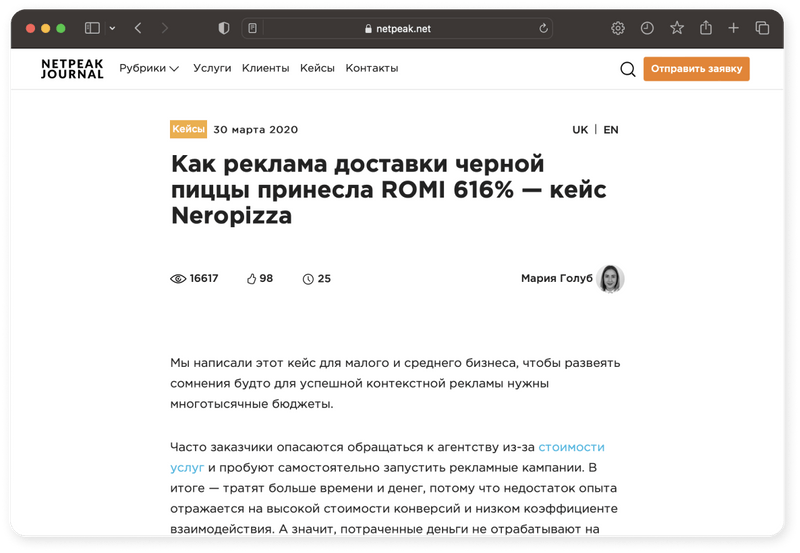 netpeak.net
NETPEAK
JOURNAL
Рубрики Услуги Клиенты Кейсы Контакты
Отправить заявку
Кейсы 30 марта 2020
UK | EN
Как реклама доставки черной
пиццы принесла ROMI 616% — кейс
Neropizza
16617 98 25
Мария Голуб
Мы написали этот кейс для малого и среднего бизнеса, чтобы развеять
сомнения будто для успешной контекстной рекламы нужны
многотысячные бюджеты.
Часто заказчики опасаются обращаться к агентству из-за стоимости
услуг и пробуют самостоятельно запустить рекламные кампании. В
итоге — тратят больше времени и денег, потому что недостаток опыта
отражается на высокой стоимости конверсий и низком коэффициенте
взаимодействия. А значит, потраченные деньги не отрабатывают на